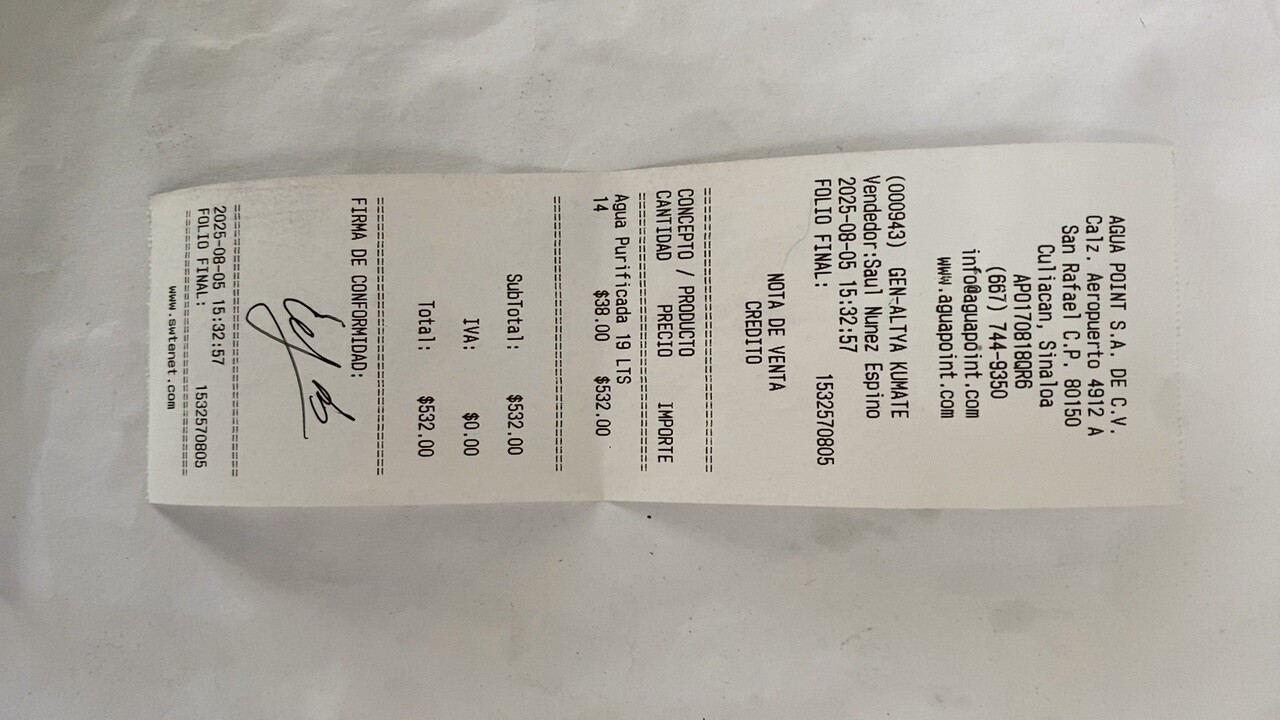 AGUA POINT S.A. DE C.V.
Calz. Aeropuerto 4912 A
San Rafael C.P. 80150
Culiacan, Sinaloa
APO170818QR6
(667) 744-9350
info@aguapoint.com
www.aguapoint.com
(000943) GEN-ALTYA KUMATE
Vendedor:Saul Nunez Espino
2025-08-05 15:32:57
FOLIO FINAL: 1532570805
NOTA DE VENTA
CREDITO
CONCEPTO / PRODUCTO
CANTIDAD PRECIO IMPORTE
Agua Purificada 19 LTS
14 $38.00 $532.00
SubTotal: $532.00
IVA: $0.00
Total: $532.00
FIRMA DE CONFORMIDAD:
2025-08-05 15:32:57
FOLIO FINAL: 1532570805
www.swtenet.com